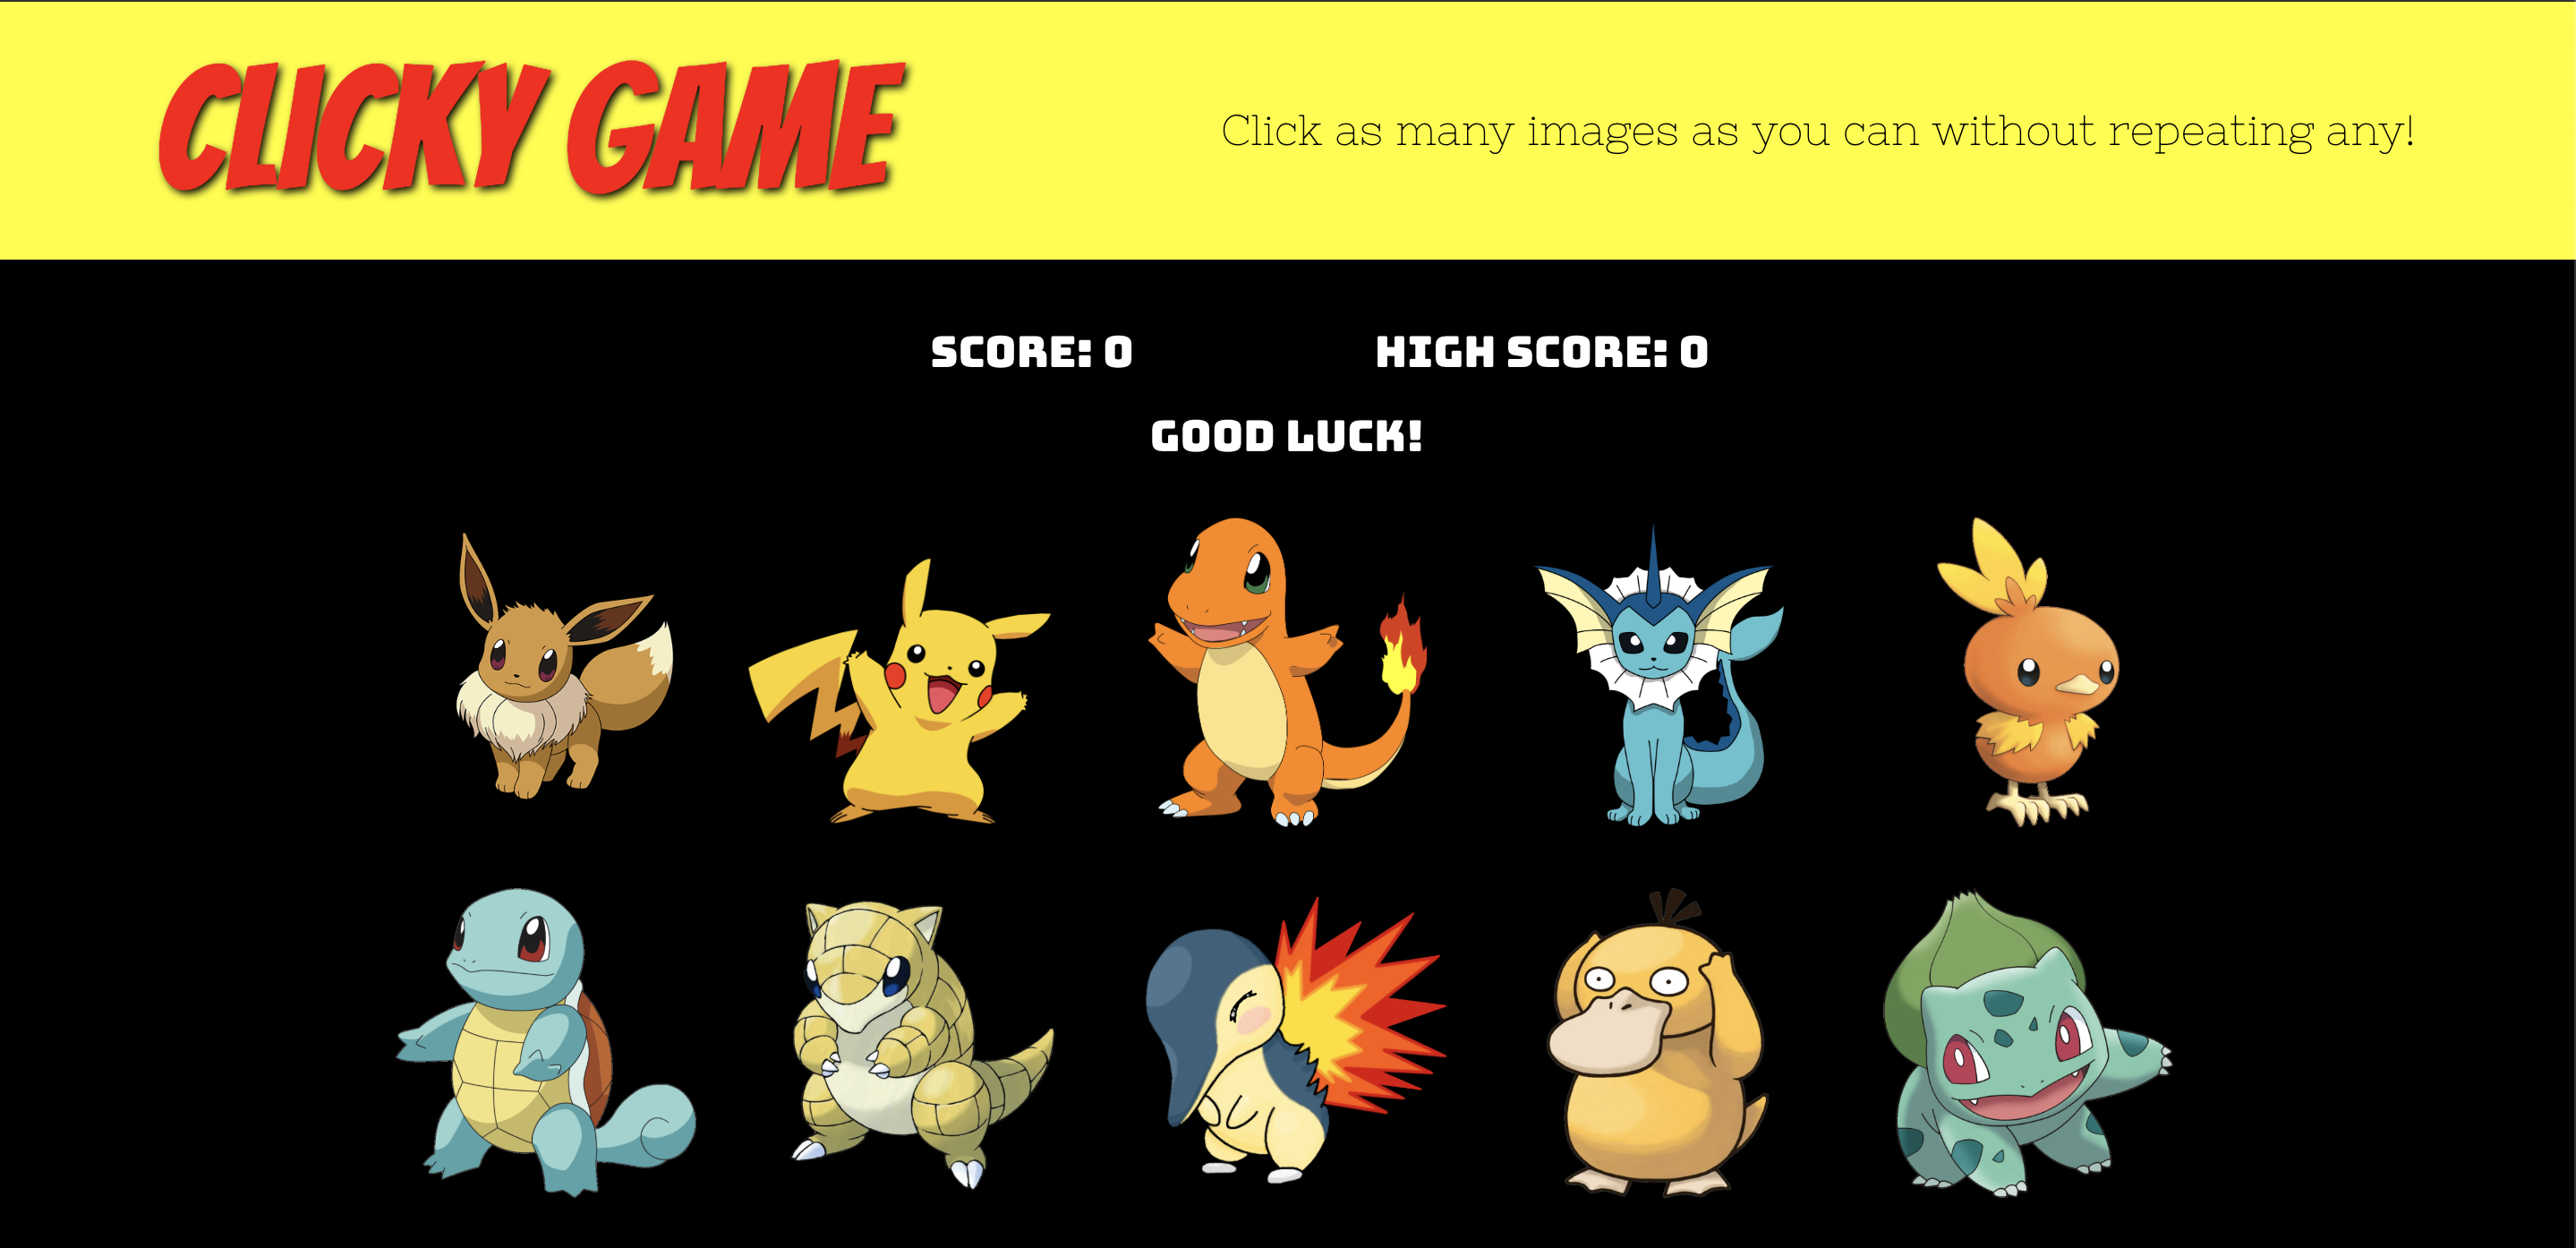 CLICKY GAME
Click as many images as you can without repeating any!
SCORE: 0
HIGH SCORE: 0
GOOD LUCK!